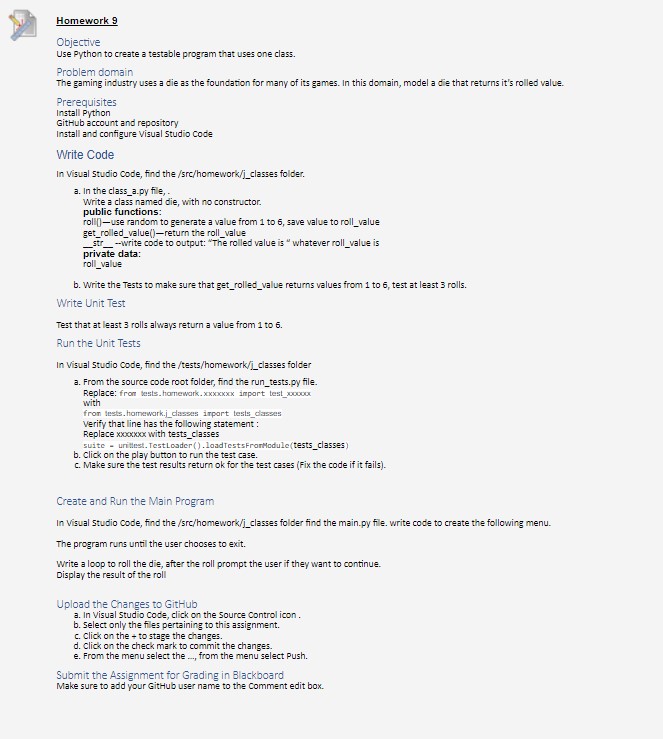 Homework 9
Objective
Use Python to create a testable program that uses one class.
Problem domain
The gaming industry uses a die as the foundation for many of its games. In this domain, model a die that returns it's rolled value.
Prerequisites
Install Python
GitHub account and repository
Install and configure Visual Studio Code
Write Code
In Visual Studio Code, find the /src/homework/j_classes folder.
a. In the class_a.py file, .
Write a class named die, with no constructor.
public functions:
roll()—use random to generate a value from 1 to 6, save value to roll_value
get_rolled_value()—return the roll_value
__str__ --write code to output: "The rolled value is " whatever roll_value is
private data:
roll_value
b. Write the Tests to make sure that get_rolled_value returns values from 1 to 6, test at least 3 rolls.
Write Unit Test
Test that at least 3 rolls always return a value from 1 to 6.
Run the Unit Tests
In Visual Studio Code, find the /tests/homework/j_classes folder
a. From the source code root folder, find the run_tests.py file.
Replace: from tests.homework.xxxxxxx import test_xxxxxx
with
from tests.homework.j_classes import tests_classes
Verify that line has the following statement :
Replace xxxxxxx with tests_classes
suite = unittest.TestLoader().loadTestsFromModule(tests_classes)
b. Click on the play button to run the test case.
c. Make sure the test results return ok for the test cases (Fix the code if it fails).
Create and Run the Main Program
In Visual Studio Code, find the /src/homework/j_classes folder find the main.py file. write code to create the following menu.
The program runs until the user chooses to exit.
Write a loop to roll the die, after the roll prompt the user if they want to continue.
Display the result of the roll
Upload the Changes to GitHub
a. In Visual Studio Code, click on the Source Control icon .
b. Select only the files pertaining to this assignment.
c. Click on the + to stage the changes.
d. Click on the check mark to commit the changes.
e. From the menu select the ..., from the menu select Push.
Submit the Assignment for Grading in Blackboard
Make sure to add your GitHub user name to the Comment edit box.